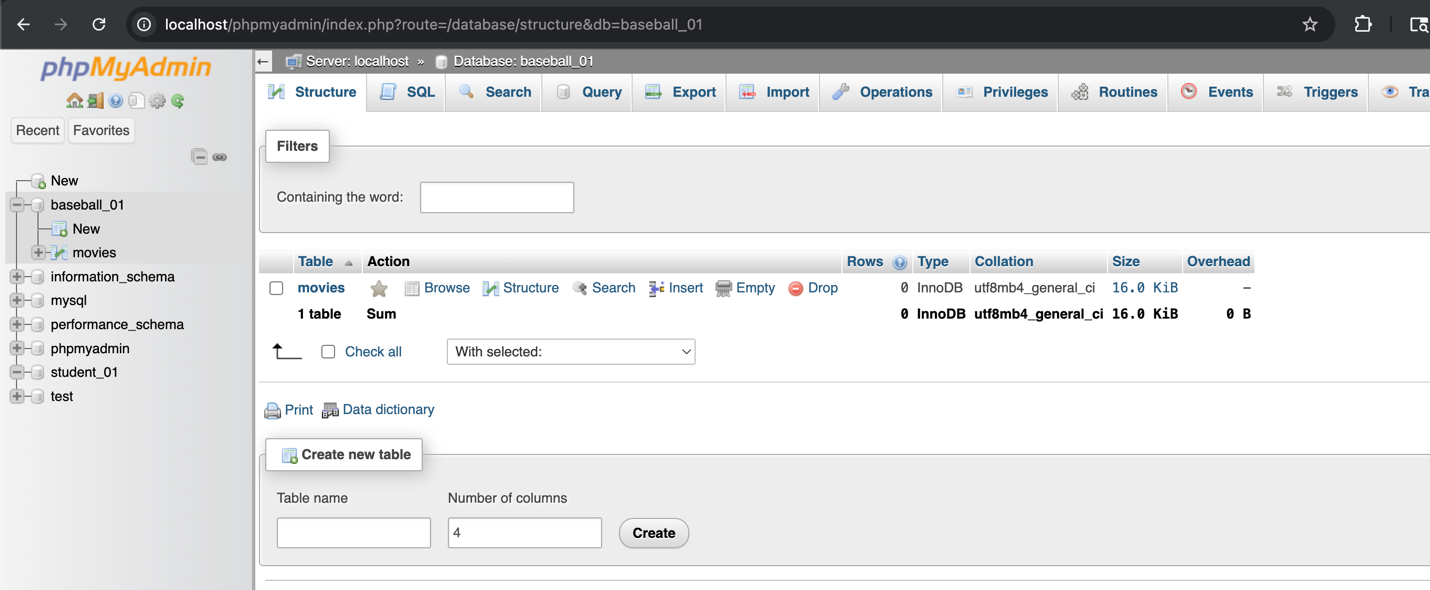 localhost/phpmyadmin/index.php?route=/database/structure&db=baseball_01
phpMyAdmin
Recent Favorites
New
baseball_01
New
movies
information_schema
mysql
performance_schema
phpmyadmin
student_01
test
Server: localhost » Database: baseball_01
Structure SQL Search Query Export Import Operations Privileges Routines Events Triggers Tra
Filters
Containing the word:
Table Action Rows Type Collation Size Overhead
movies Browse Structure Search Insert Empty Drop 0 InnoDB utf8mb4_general_ci 16.0 KiB –
1 table Sum 0 InnoDB utf8mb4_general_ci 16.0 KiB 0 B
Check all With selected:
Print Data dictionary
Create new table
Table name Number of columns
4 Create